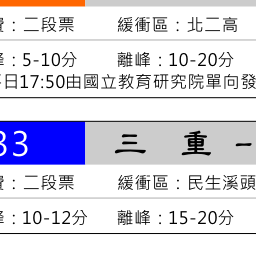 費：二段票 緩衝區：北二高
峰：5-10分 離峰：10-20分
日17:50由國立教育研究院單向發
33 三 重 -
費：二段票 緩衝區：民生溪頭
峰：10-12分 離峰：15-20分